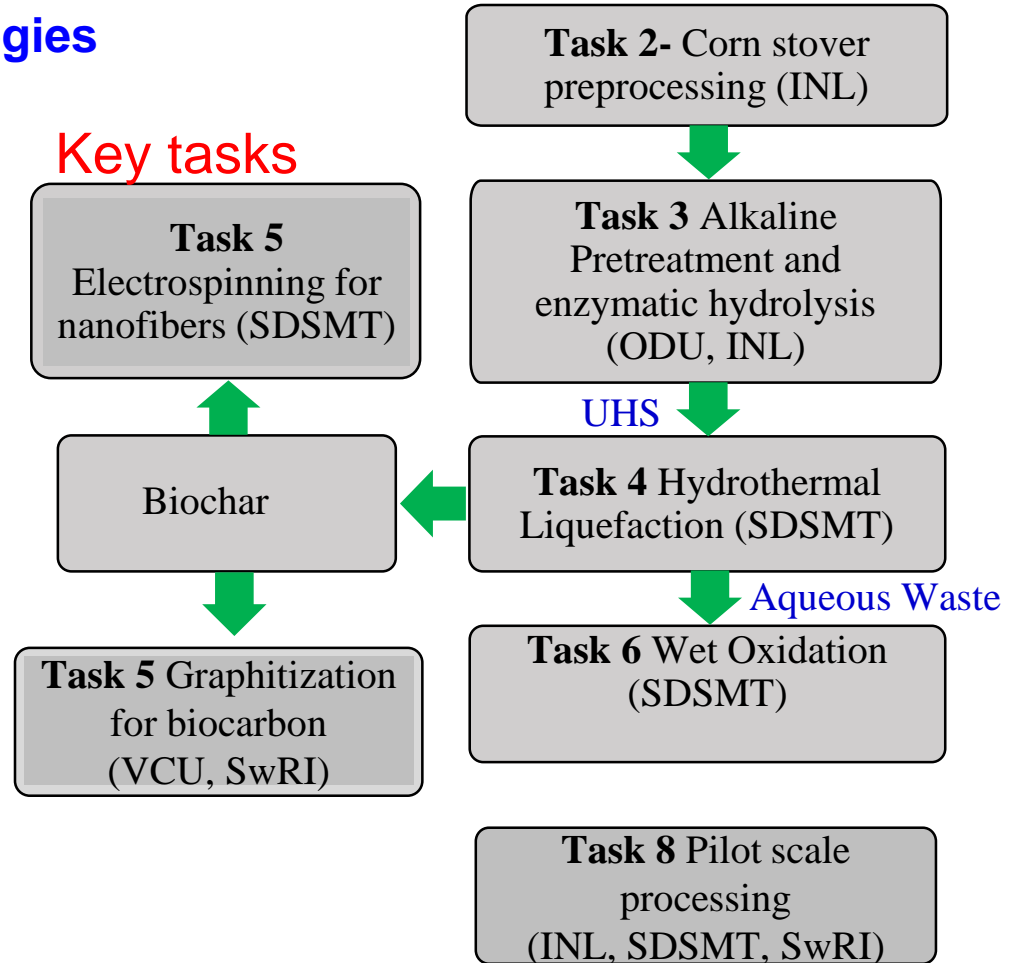 gies
Key tasks
Task 2- Corn stover
preprocessing (INL)
Task 3 Alkaline
Pretreatment and
enzymatic hydrolysis
(ODU, INL)
UHS
Task 4 Hydrothermal
Liquefaction (SDSMT)
Aqueous Waste
Task 6 Wet Oxidation
(SDSMT)
Task 5
Electrospinning for
nanofibers (SDSMT)
Biochar
Task 5 Graphitization
for biocarbon
(VCU, SwRI)
Task 8 Pilot scale
processing
(INL, SDSMT, SwRI)